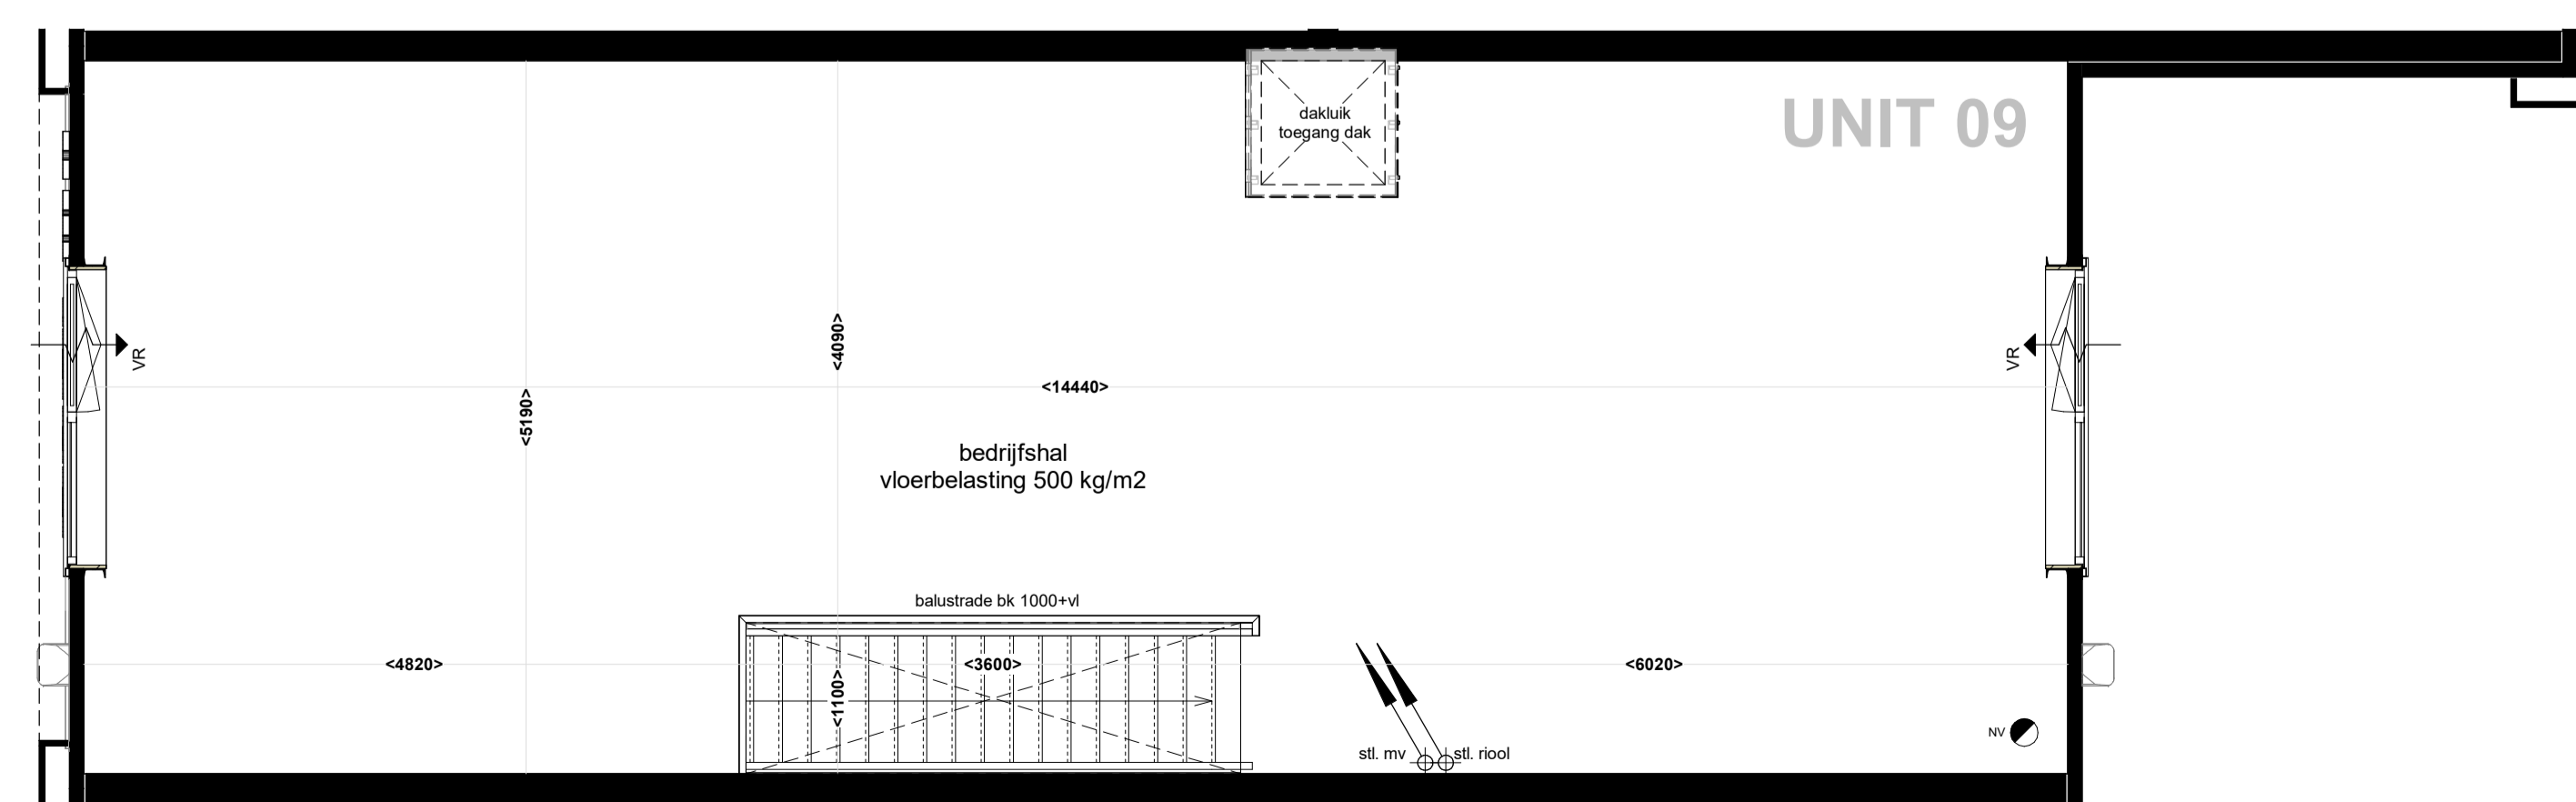 dakluik
toegang dak
UNIT 09
VR
<4090>
VR
<14440>
<5190>
bedrijfshal
vloerbelasting 500 kg/m2
balustrade bk 1000+vl
<4820>
<3600>
<6020>
<1100>
NV
stl. mv
stl. riool